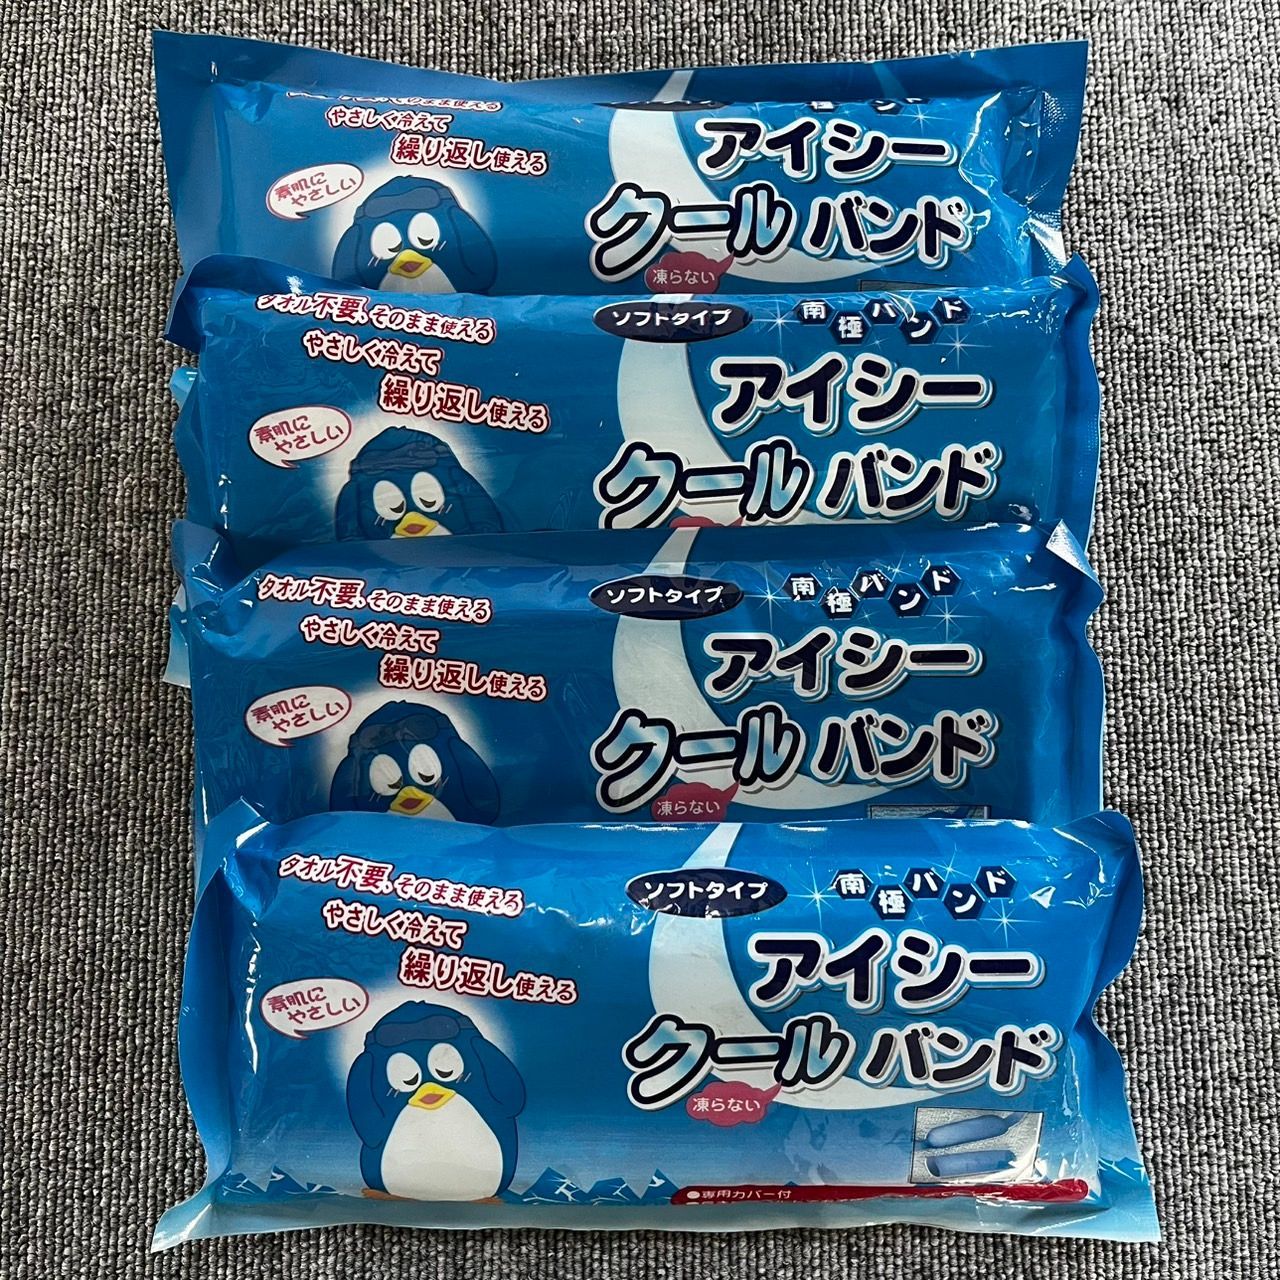 そのまま使える
やさしく冷えて
繰り返し使える
素肌に
やさしい
アイシー
クールバンド
凍らない
タオル不要、そのまま使える
やさしく冷えて
繰り返し使える
素肌に
やさしい
ソフトタイプ
南極バンド
アイシー
クールバンド
タオル不要、そのまま使える
やさしく冷えて
繰り返し使える
素肌に
やさしい
ソフトタイプ
南極バンド
アイシー
クールバンド
凍らない
タオル不要、そのまま使える
やさしく冷えて
繰り返し使える
素肌に
やさしい
ソフトタイプ
南極バンド
アイシー
クールバンド
凍らない
●専用カバー付